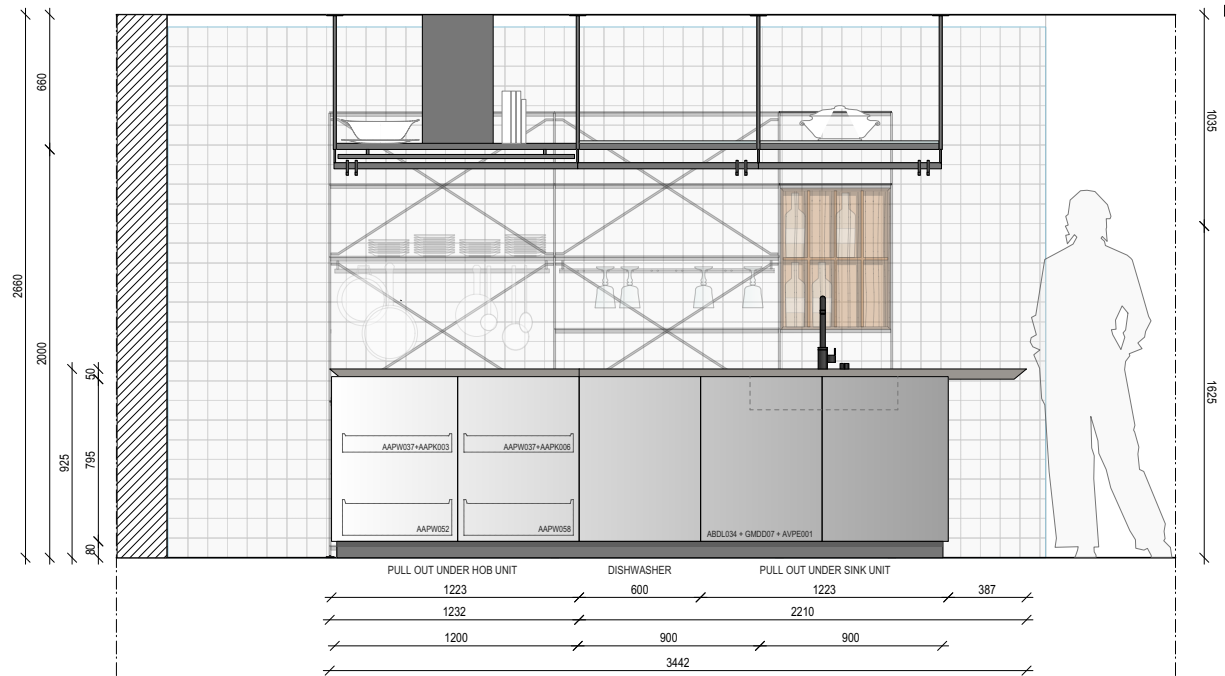 660
2660
2000
925
50
795
80
1035
1625
AAPW037+AAPK003
AAPW037+AAPK006
AAPW052
AAPW058
ABDL034 + GMDD07 + AVPE001
PULL OUT UNDER HOB UNIT
DISHWASHER
PULL OUT UNDER SINK UNIT
1223
600
1223
387
1232
2210
1200
900
900
3442